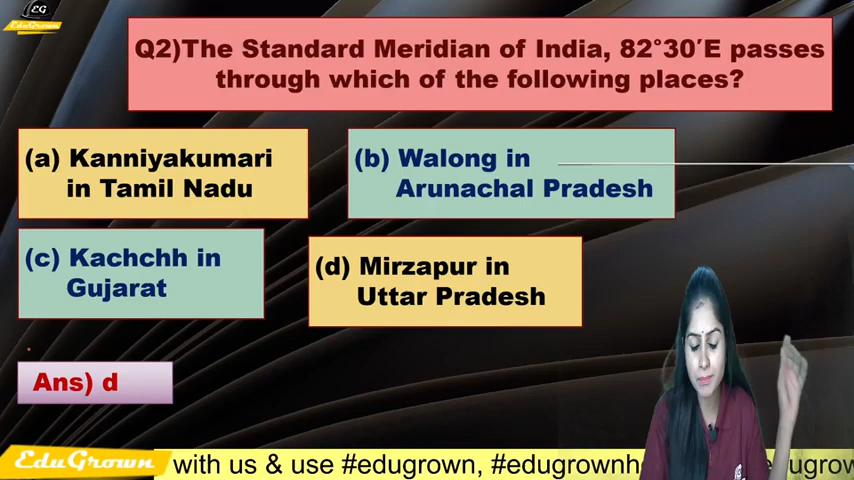 EG
EduGrown
Q2)The Standard Meridian of India, 82°30′E passes
through which of the following places?
(a) Kanniyakumari
in Tamil Nadu
(b) Walong in
Arunachal Pradesh
(c) Kachchh in
Gujarat
(d) Mirzapur in
Uttar Pradesh
Ans) d
EduGrown
with us & use #edugrown, #edugrownh